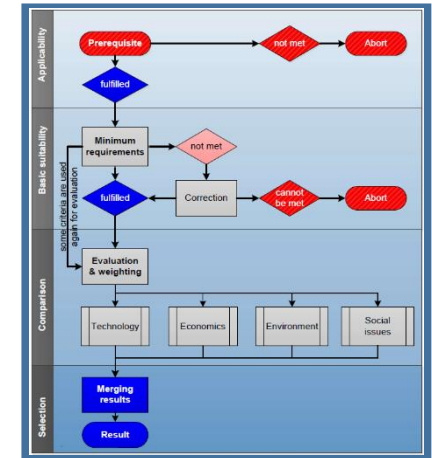 Applicability
Prerequisite
not met
Abort
fulfilled
Basic suitability
Minimum
requirements
not met
some criteria are used
again for evaluation
fulfilled
Correction
cannot
be met
Abort
Comparison
Evaluation
& weighting
Technology
Economics
Environment
Social
issues
Selection
Merging
results
Result